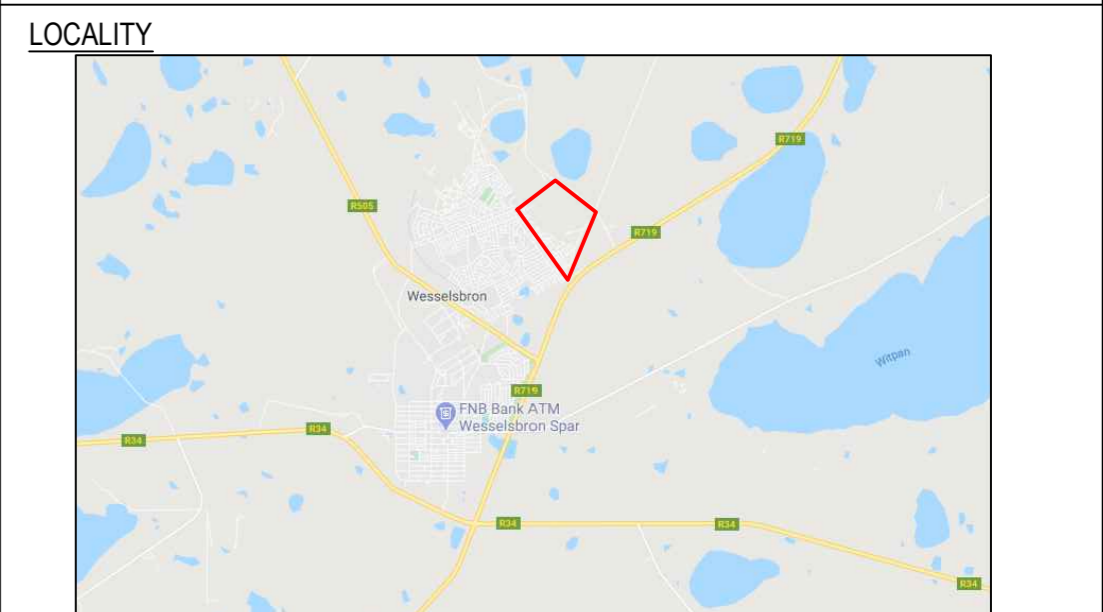 LOCALITY
R719
R505
R719
Wesselsbron
Witpan
R719
FNB Bank ATM
Wesselsbron Spar
R34
R34
R34
R34
R34